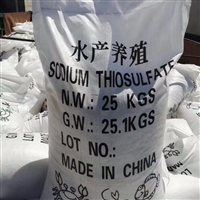 水产养殖
SODIUM THIOSULFATE
N.W.: 25 KGS
G.W.: 25.1KGS
LOT NO.:
MADE IN CHINA